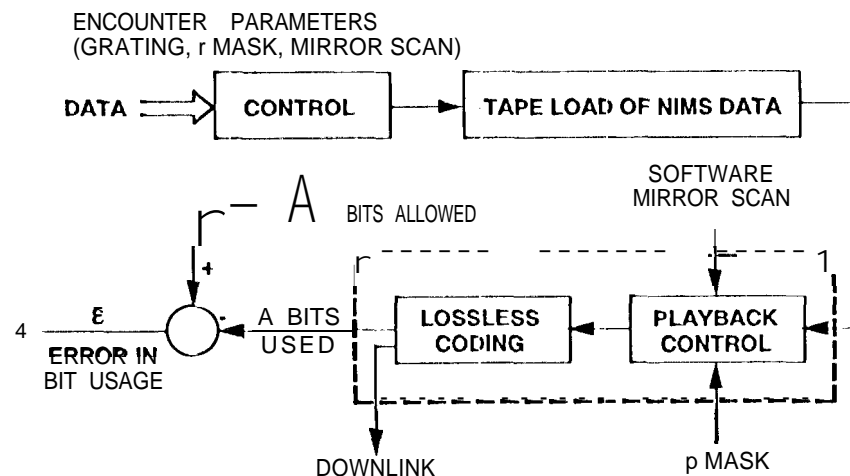 ENCOUNTER PARAMETERS
(GRATING, r MASK, MIRROR SCAN)
DATA
CONTROL
TAPE LOAD OF NIMS DATA
SOFTWARE
MIRROR SCAN
A BITS ALLOWED
+
-
4
ε
ERROR IN
BIT USAGE
A BITS
USED
LOSSLESS
CODING
PLAYBACK
CONTROL
DOWNLINK
p MASK